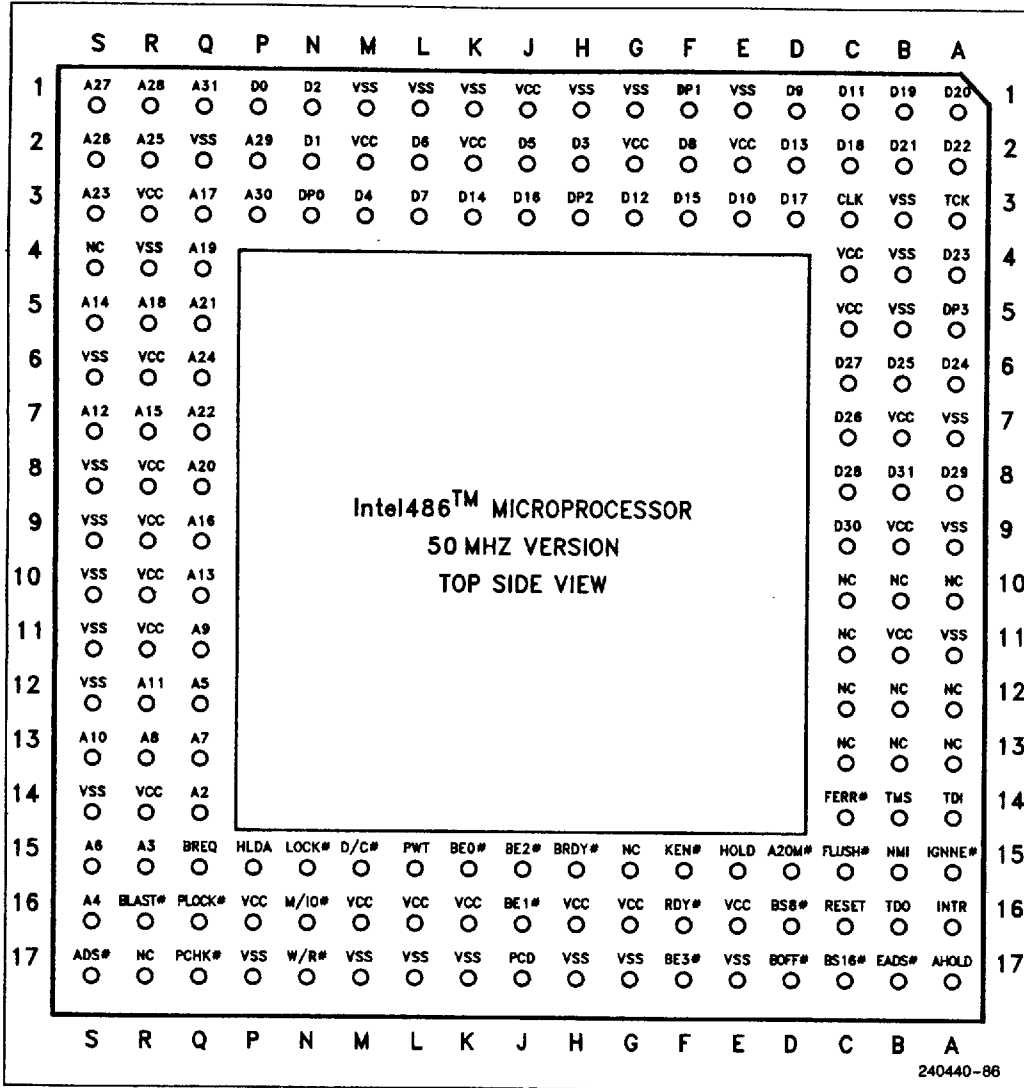 S R Q P N M L K J H G F E D C B A
1 A27 A28 A31 D0 D2 VSS VSS VSS VCC VSS VSS DP1 VSS D9 D11 D19 D20 1
2 A26 A25 VSS A29 D1 VCC D6 VCC D5 D3 VCC D8 VCC D13 D18 D21 D22 2
3 A23 VCC A17 A30 DP0 D4 D7 D14 D16 DP2 D12 D15 D10 D17 CLK VSS TCK 3
4 NC VSS A19 VCC VSS D23 4
5 A14 A18 A21 VCC VSS DP3 5
6 VSS VCC A24 D27 D25 D24 6
7 A12 A15 A22 D26 VCC VSS 7
8 VSS VCC A20 D28 D31 D29 8
Intel486™ MICROPROCESSOR
9 VSS VCC A16 D30 VCC VSS 9
50 MHZ VERSION
10 VSS VCC A13 NC NC NC 10
TOP SIDE VIEW
11 VSS VCC A9 NC VCC VSS 11
12 VSS A11 A5 NC NC NC 12
13 A10 A8 A7 NC NC NC 13
14 VSS VCC A2 FERR# TMS TDI 14
15 A6 A3 BREQ HLDA LOCK# D/C# PWT BE0# BE2# BRDY# NC KEN# HOLD A20M# FLUSH# NMI IGNNE# 15
16 A4 BLAST# PLOCK# VCC M/IO# VCC VCC VCC BE1# VCC VCC RDY# VCC BS8# RESET TDO INTR 16
17 ADS# NC PCHK# VSS W/R# VSS VSS VSS PCD VSS VSS BE3# VSS BOFF# BS16# EADS# AHOLD 17
S R Q P N M L K J H G F E D C B A
240440-86